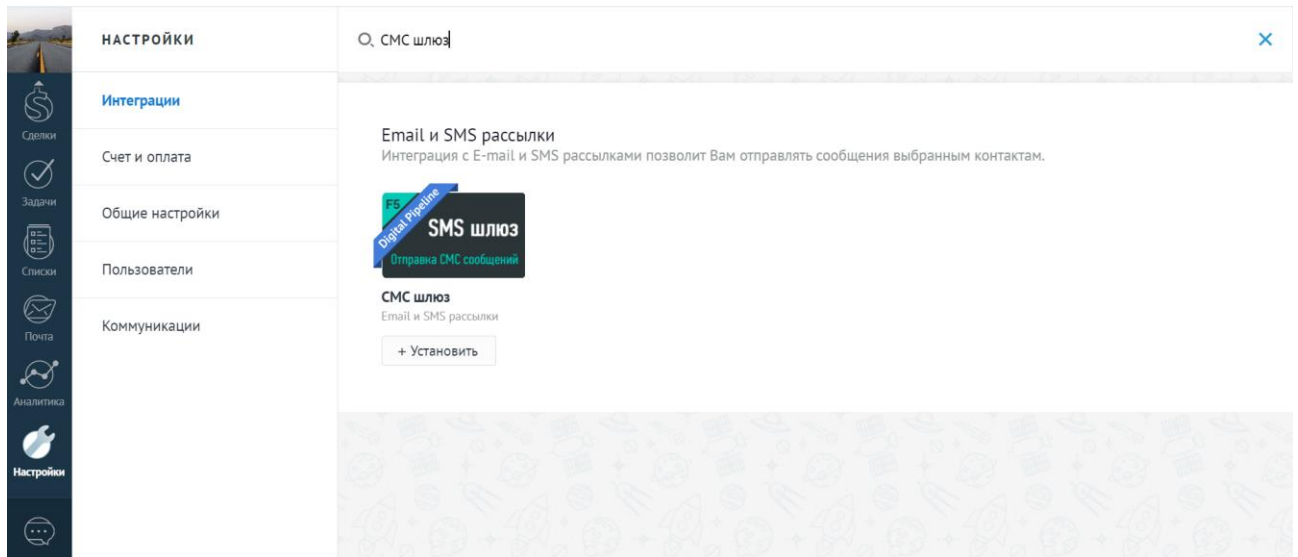 НАСТРОЙКИ
СМС шлюз
Сделки
Задачи
Списки
Почта
Аналитика
Настройки
Интеграции
Счет и оплата
Общие настройки
Пользователи
Коммуникации
Email и SMS рассылки
Интеграция с E-mail и SMS рассылками позволит Вам отправлять сообщения выбранным контактам.
F5
Digital Pipeline
SMS шлюз
Отправка СМС сообщений
СМС шлюз
Email и SMS рассылки
+ Установить